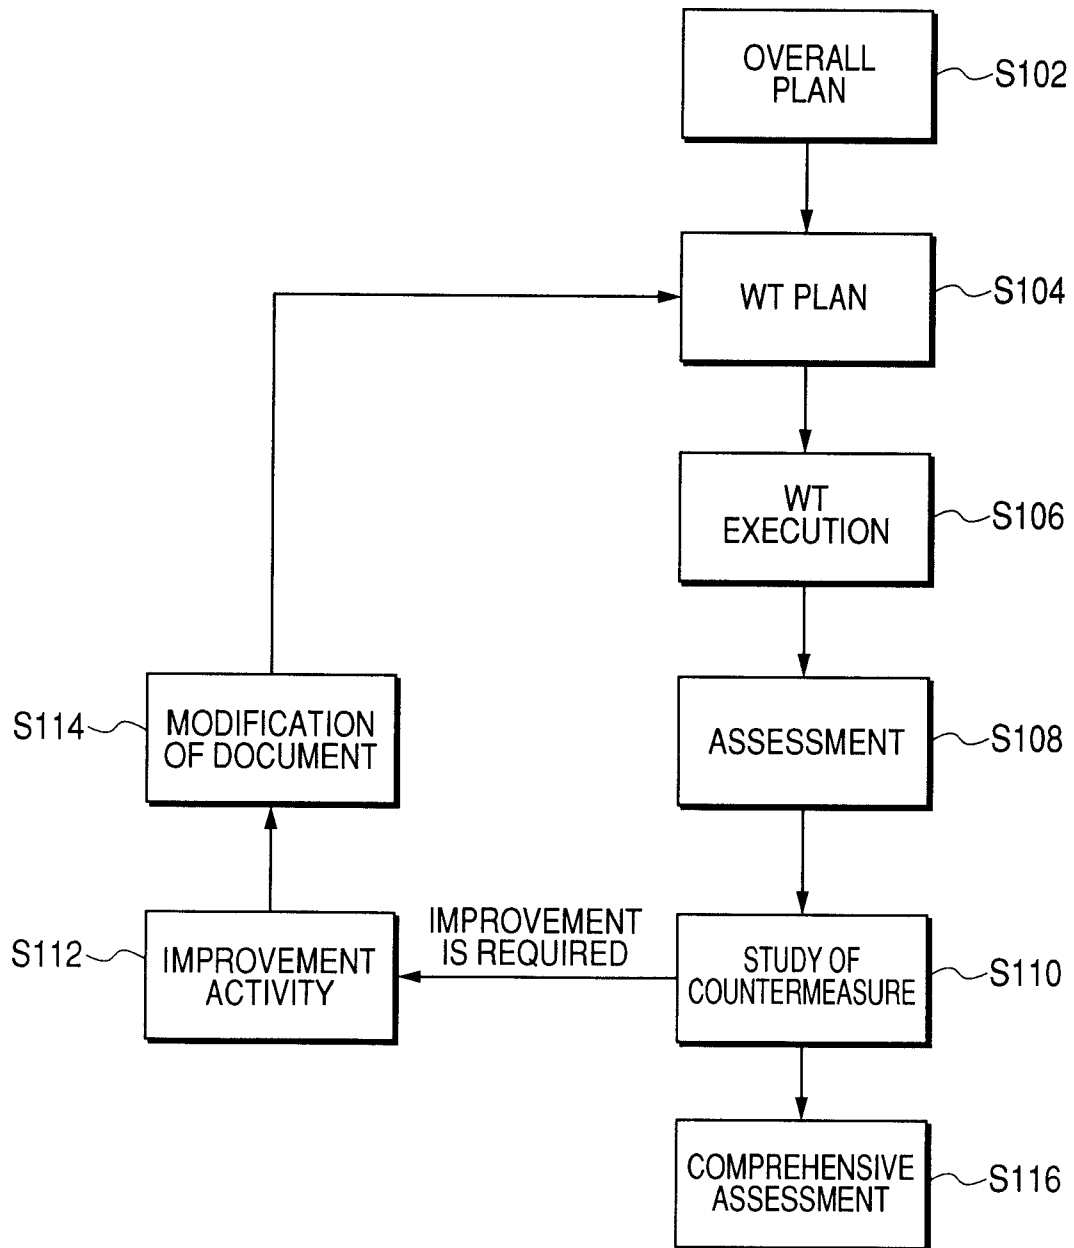 OVERALL
PLAN
S102
WT PLAN
S104
WT
EXECUTION
S106
ASSESSMENT
S108
STUDY OF
COUNTERMEASURE
S110
IMPROVEMENT
IS REQUIRED
IMPROVEMENT
ACTIVITY
S112
MODIFICATION
OF DOCUMENT
S114
COMPREHENSIVE
ASSESSMENT
S116